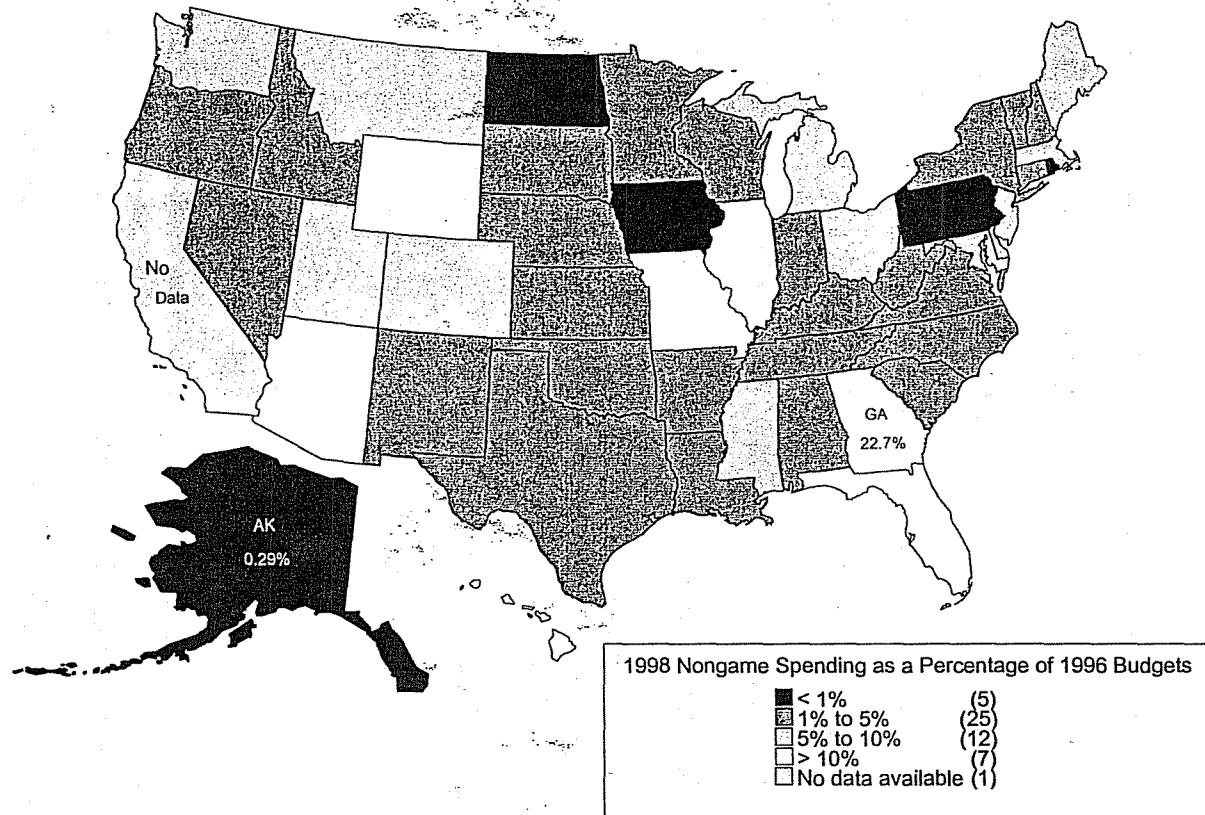 No
Data
GA
22.7%
AK
0.29%
1998 Nongame Spending as a Percentage of 1996 Budgets
< 1% (5)
1% to 5% (25)
5% to 10% (12)
> 10% (7)
No data available (1)